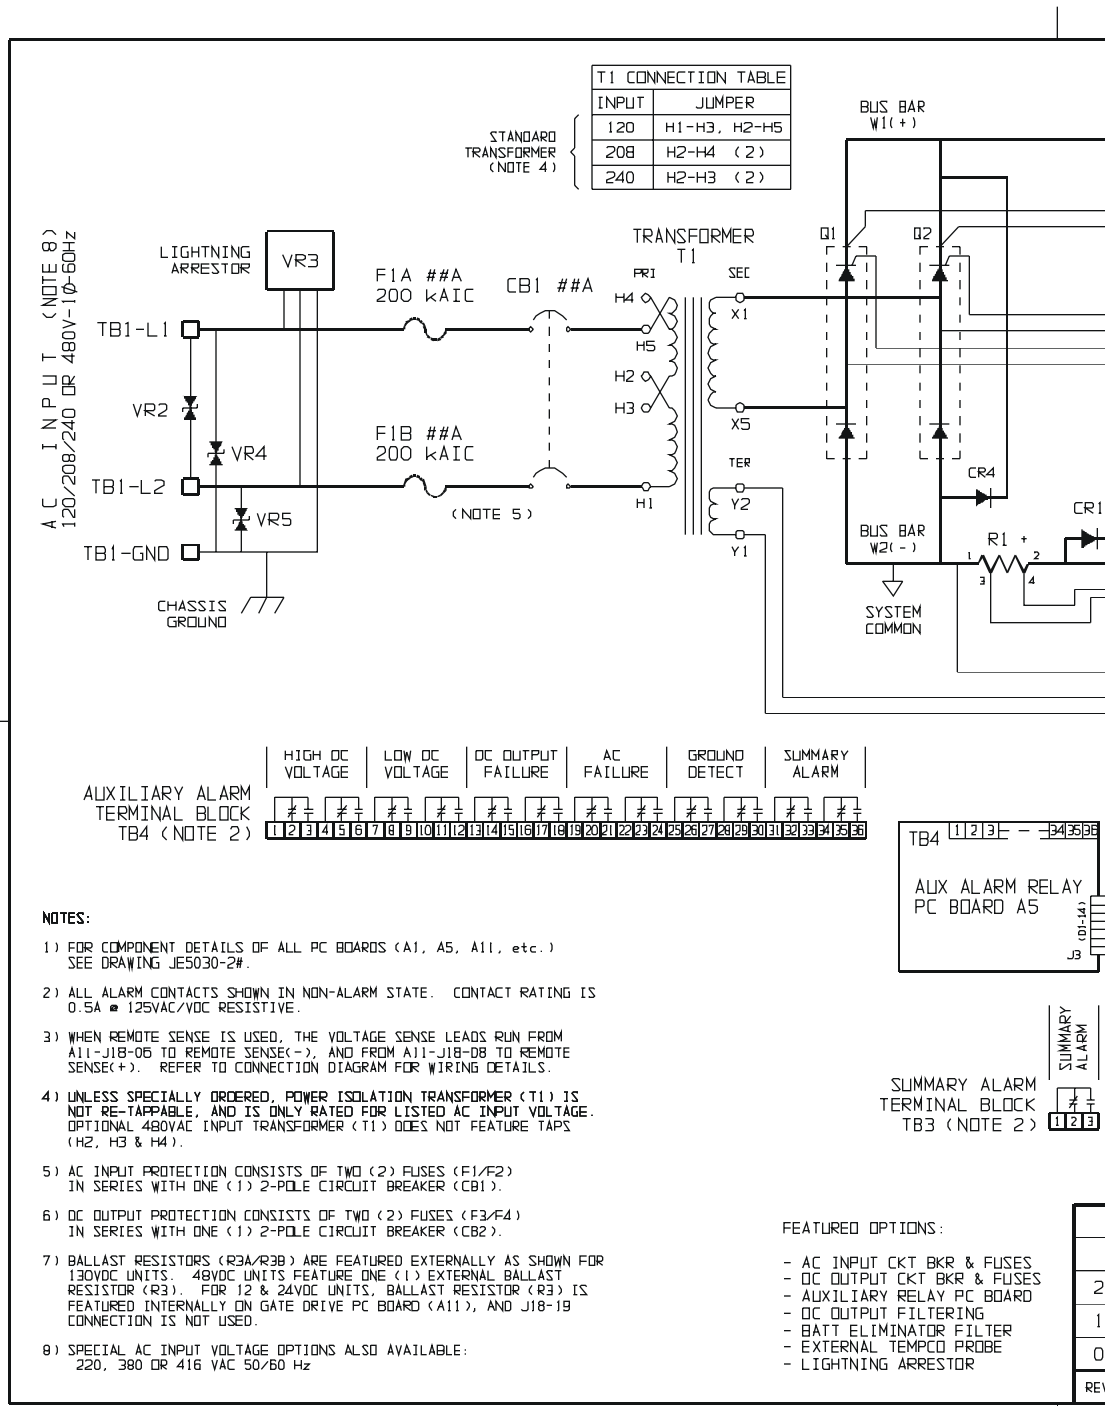 T1 CONNECTION TABLE
INPUT JUMPER
120 H1-H3, H2-H5
208 H2-H4 (2)
240 H2-H3 (2)
STANDARD
TRANSFORMER
(NOTE 4)
BUS BAR
W1(+)
AC INPUT (NOTE 8)
120/208/240 OR 480V-1Ø-60Hz
LIGHTNING
ARRESTOR
VR3
F1A ##A
200 kAIC
CB1 ##A
TRANSFORMER
T1
PRI SEC
H4
X1
H5
H2
H3
X5
TER
H1
Y2
Y1
Q1 Q2
TB1-L1
VR2
VR4
F1B ##A
200 kAIC
TB1-L2
(NOTE 5)
VR5
TB1-GND
CHASSIS
GROUND
CR4
CR1
BUS BAR
W2(-)
R1 +
1 2
3 4
SYSTEM
COMMON
HIGH DC
VOLTAGE
LOW DC
VOLTAGE
DC OUTPUT
FAILURE
AC
FAILURE
GROUND
DETECT
SUMMARY
ALARM
AUXILIARY ALARM
TERMINAL BLOCK
TB4 (NOTE 2)
1 2 3 4 5 6 7 8 9 10 11 12 13 14 15 16 17 18 19 20 21 22 23 24 25 26 27 28 29 30 31 32 33 34 35 36
TB4 1 2 3 - - - 34 35 36
AUX ALARM RELAY
PC BOARD A5
(D1-14)
J3
NOTES:
1) FOR COMPONENT DETAILS OF ALL PC BOARDS (A1, A5, A11, etc.)
SEE DRAWING JE5030-2#.
2) ALL ALARM CONTACTS SHOWN IN NON-ALARM STATE. CONTACT RATING IS
0.5A @ 125VAC/VDC RESISTIVE.
3) WHEN REMOTE SENSE IS USED, THE VOLTAGE SENSE LEADS RUN FROM
A11-J18-06 TO REMOTE SENSE(-), AND FROM A11-J18-08 TO REMOTE
SENSE(+). REFER TO CONNECTION DIAGRAM FOR WIRING DETAILS.
4) UNLESS SPECIALLY ORDERED, POWER ISOLATION TRANSFORMER (T1) IS
NOT RE-TAPPABLE, AND IS ONLY RATED FOR LISTED AC INPUT VOLTAGE.
OPTIONAL 480VAC INPUT TRANSFORMER (T1) DOES NOT FEATURE TAPS
(H2, H3 & H4).
5) AC INPUT PROTECTION CONSISTS OF TWO (2) FUSES (F1/F2)
IN SERIES WITH ONE (1) 2-POLE CIRCUIT BREAKER (CB1).
6) DC OUTPUT PROTECTION CONSISTS OF TWO (2) FUSES (F3/F4)
IN SERIES WITH ONE (1) 2-POLE CIRCUIT BREAKER (CB2).
7) BALLAST RESISTORS (R3A/R3B) ARE FEATURED EXTERNALLY AS SHOWN FOR
130VDC UNITS. 48VDC UNITS FEATURE ONE (1) EXTERNAL BALLAST
RESISTOR (R3). FOR 12 & 24VDC UNITS, BALLAST RESISTOR (R3) IS
FEATURED INTERNALLY ON GATE DRIVE PC BOARD (A11), AND J18-19
CONNECTION IS NOT USED.
8) SPECIAL AC INPUT VOLTAGE OPTIONS ALSO AVAILABLE:
220, 380 OR 416 VAC 50/60 Hz
SUMMARY
ALARM
SUMMARY ALARM
TERMINAL BLOCK
TB3 (NOTE 2)
1 2 3
FEATURED OPTIONS:
- AC INPUT CKT BKR & FUSES
- DC OUTPUT CKT BKR & FUSES
- AUXILIARY RELAY PC BOARD
- DC OUTPUT FILTERING
- BATT ELIMINATOR FILTER
- EXTERNAL TEMPCO PROBE
- LIGHTNING ARRESTOR
2
1
0
REV